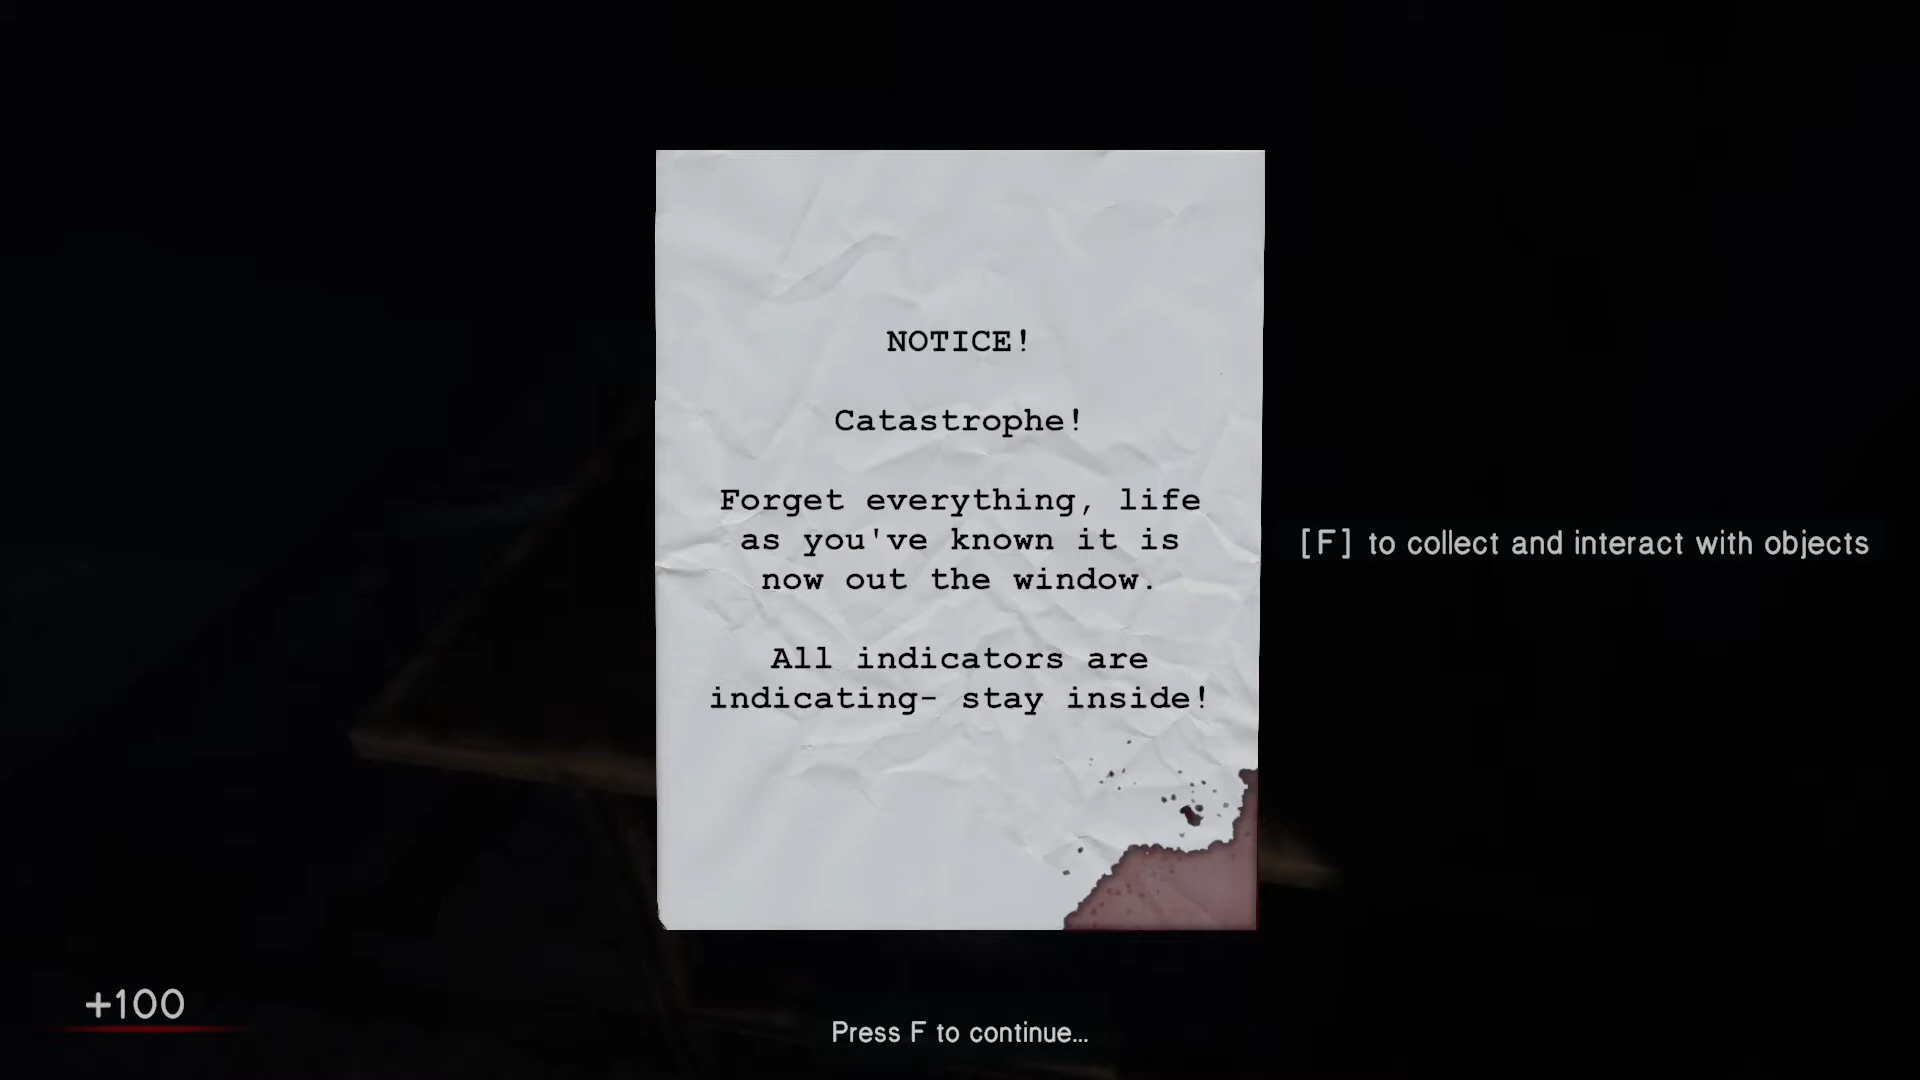 NOTICE!
Catastrophe!
Forget everything, life
as you've known it is
now out the window.
All indicators are
indicating- stay inside!
[F] to collect and interact with objects
+100
Press F to continue...